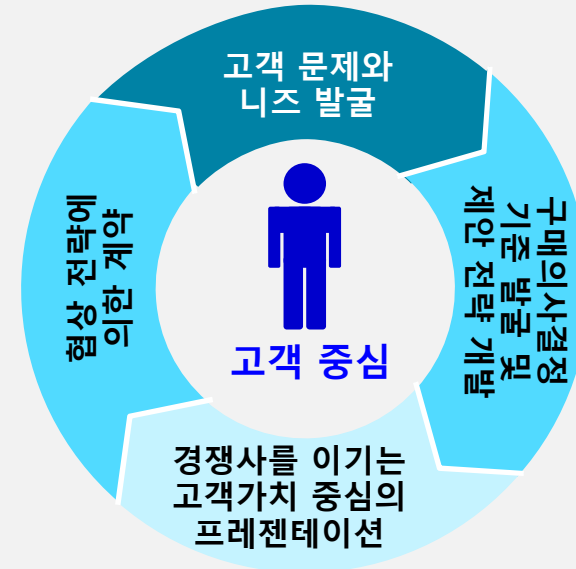 고객 문제와
니즈 발굴
구매의사결정
기준 발굴 및
제안 전략 개발
경쟁사를 이기는
고객가치 중심의
프레젠테이션
협상 전략에
의한 계약
고객 중심